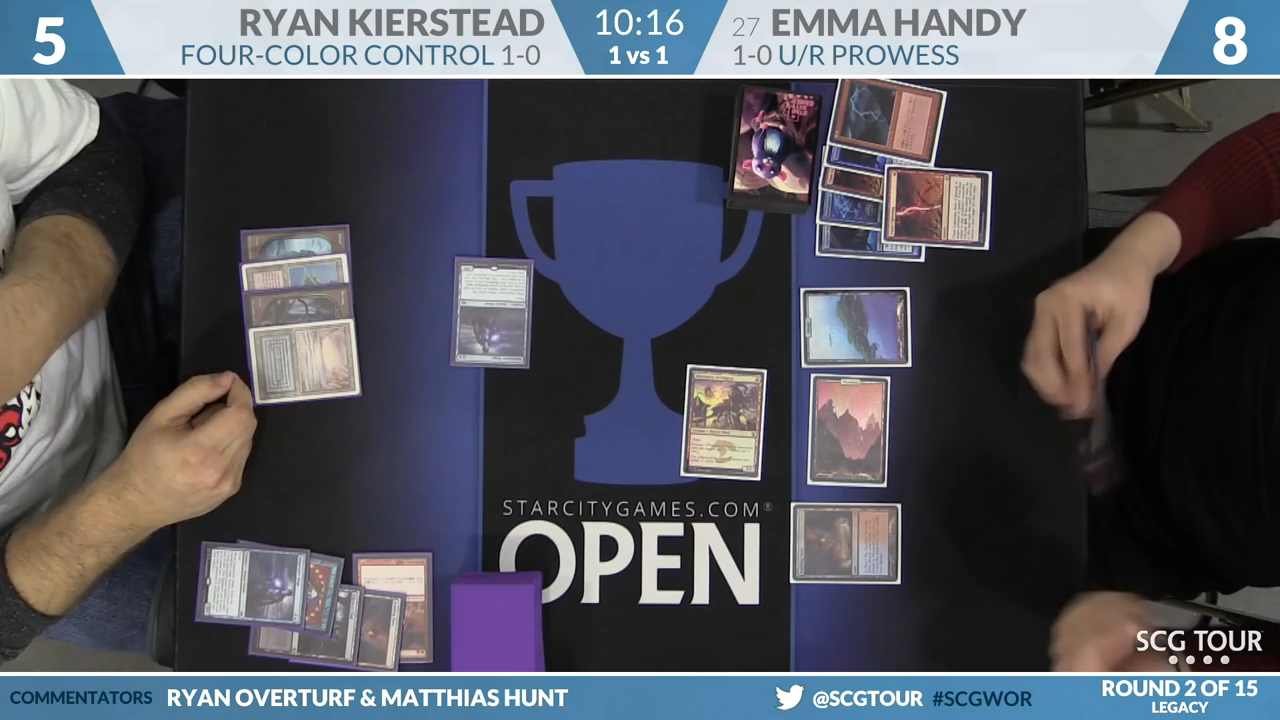 5
RYAN KIERSTEAD
FOUR-COLOR CONTROL 1-0
10:16
1 vs 1
27 EMMA HANDY
1-0 U/R PROWESS
8
STARCITYGAMES.COM®
OPEN
SCG TOUR
COMMENTATORS RYAN OVERTURF & MATTHIAS HUNT
@SCGTOUR #SCGWOR
ROUND 2 OF 15
LEGACY